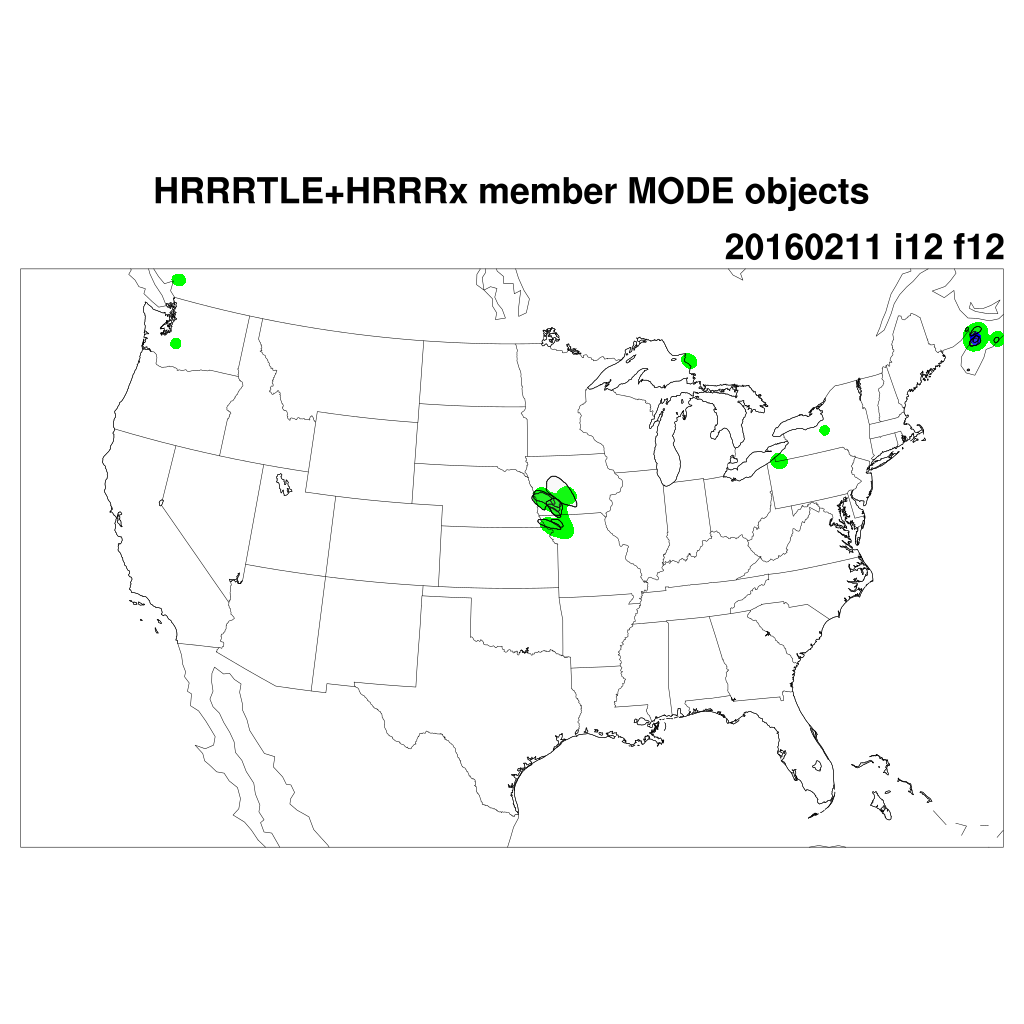 HRRRTLE+HRRRx member MODE objects
20160211 i12 f12